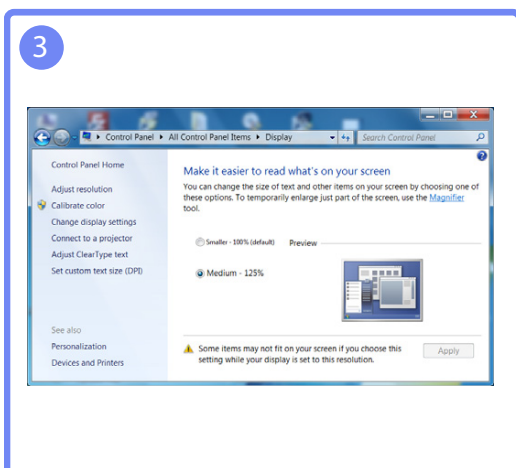 3
Control Panel ▸ All Control Panel Items ▸ Display
Search Control Panel
Control Panel Home
Adjust resolution
Calibrate color
Change display settings
Connect to a projector
Adjust ClearType text
Set custom text size (DPI)
See also
Personalization
Devices and Printers
Make it easier to read what's on your screen
You can change the size of text and other items on your screen by choosing one of
these options. To temporarily enlarge just part of the screen, use the Magnifier
tool.
Smaller - 100% (default)
Preview
Medium - 125%
Some items may not fit on your screen if you choose this
setting while your display is set to this resolution.
Apply